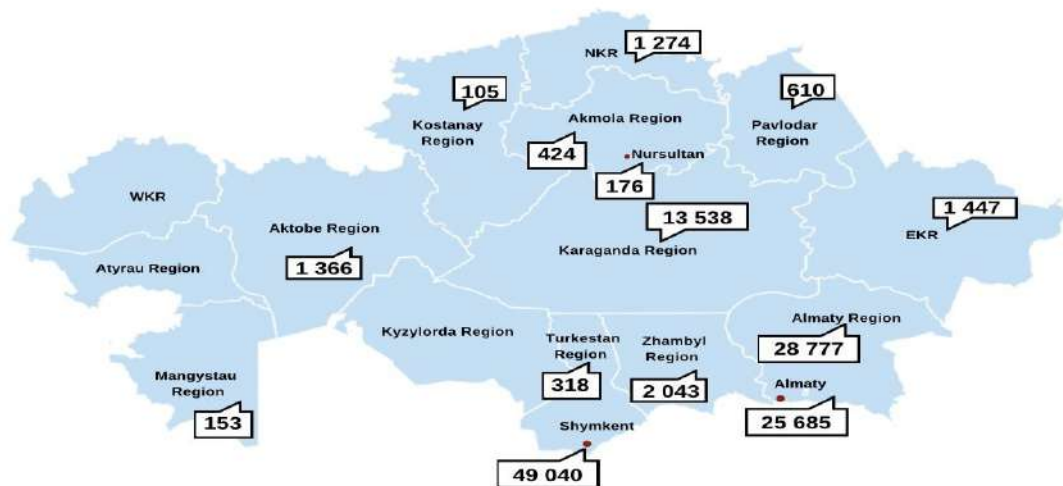 1 274
NKR
105
Kostanay
Region
Akmola Region
424
Nursultan
176
610
Pavlodar
Region
WKR
Aktobe Region
1 366
13 538
Karaganda Region
1 447
EKR
Atyrau Region
Kyzylorda Region
Turkestan
Region
318
Zhambyl
Region
2 043
Almaty Region
28 777
Almaty
25 685
Mangystau
Region
153
Shymkent
49 040